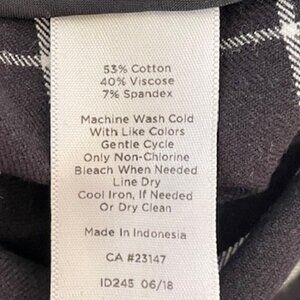 53% Cotton
40% Viscose
7% Spandex
Machine Wash Cold
With Like Colors
Gentle Cycle
Only Non-Chlorine
Bleach When Needed
Line Dry
Cool Iron, If Needed
Or Dry Clean
Made In Indonesia
CA #23147
ID245 06/18